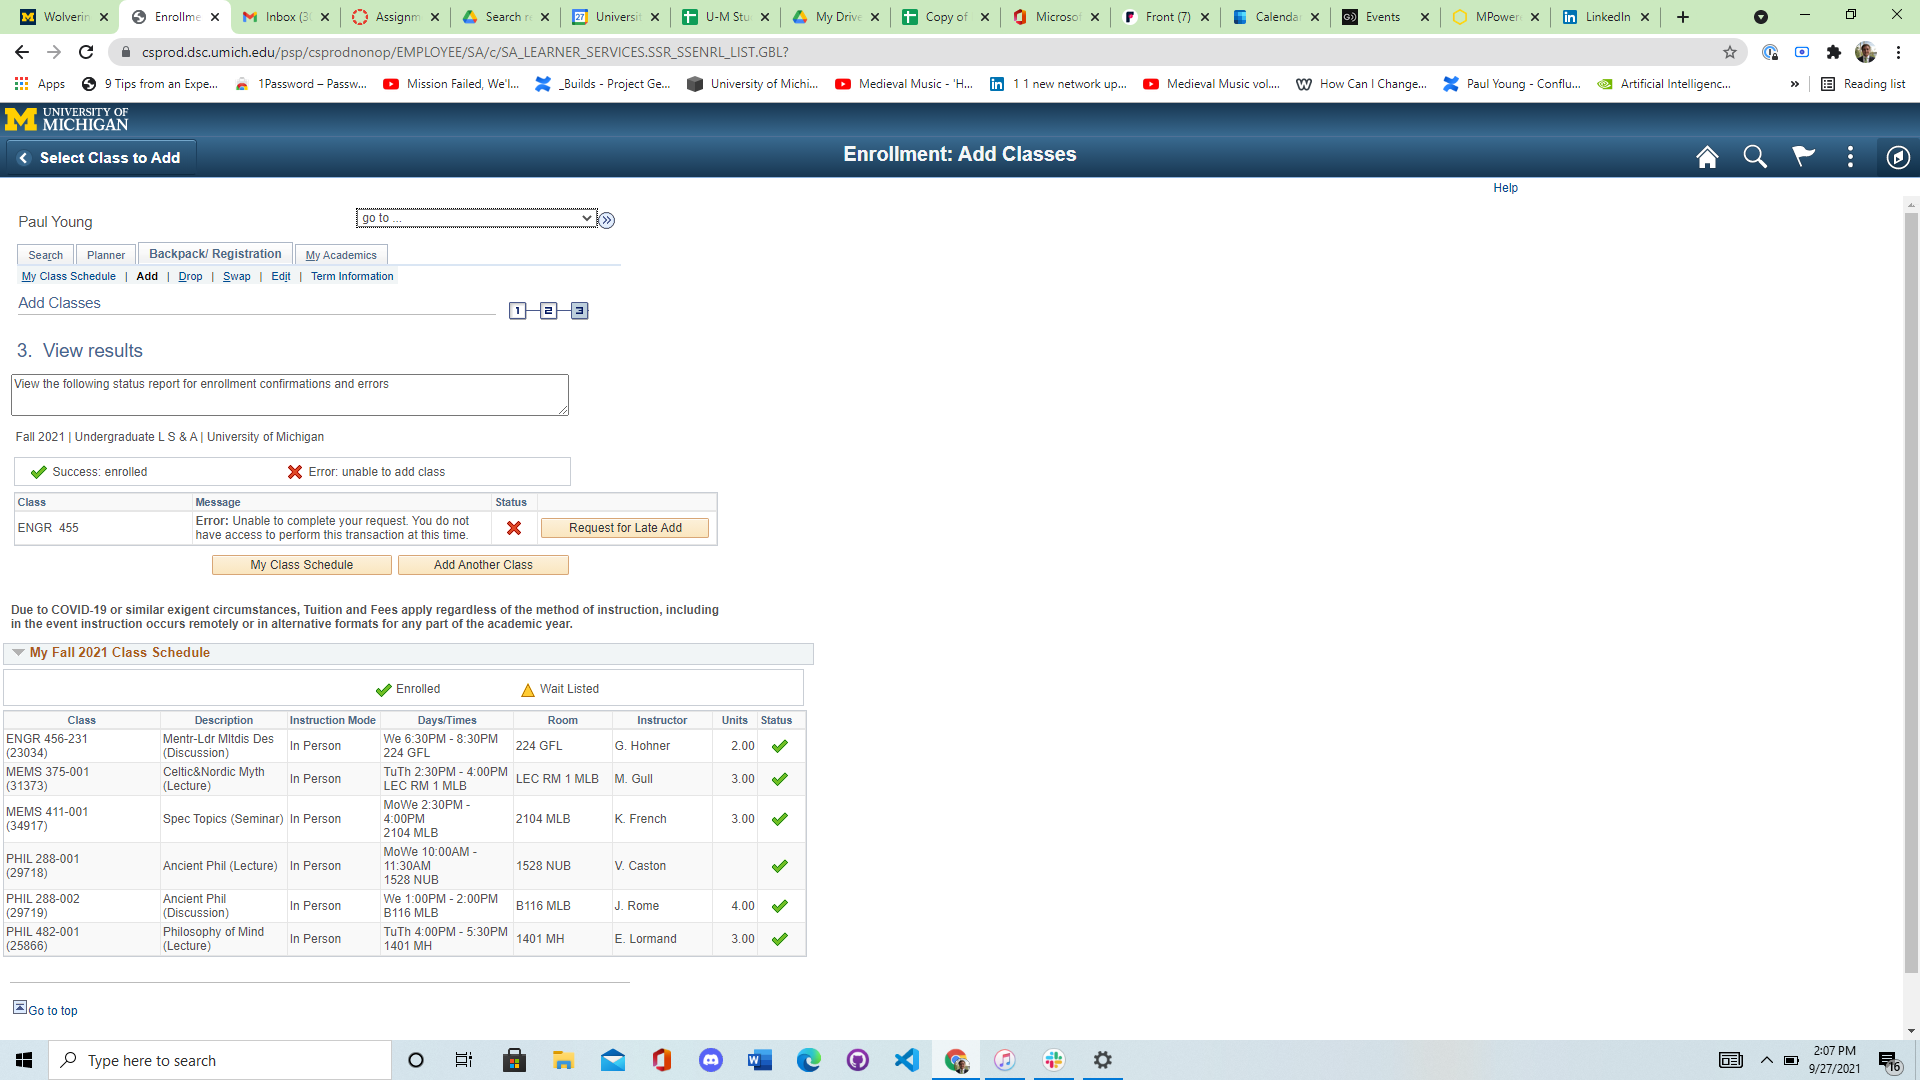 Wolverin
Enrollme
Inbox (30
Assignm
Search re
Universit
U-M Stu
My Drive
Copy of
Microsof
Front (7)
Calendar
Events
MPower
LinkedIn
csprod.dsc.umich.edu/psp/csprodnonop/EMPLOYEE/SA/c/SA_LEARNER_SERVICES.SSR_SSENRL_LIST.GBL?
Apps
9 Tips from an Expe...
1Password – Passw...
Mission Failed, We'l...
_Builds - Project Ge...
University of Michi...
Medieval Music - 'H...
1 1 new network up...
Medieval Music vol....
How Can I Change...
Paul Young - Conflu...
Artificial Intelligenc...
»
Reading list
UNIVERSITY OF
MICHIGAN
Select Class to Add
Enrollment: Add Classes
Help
Paul Young
go to ...
Search
Planner
Backpack/ Registration
My Academics
My Class Schedule | Add | Drop | Swap | Edit | Term Information
Add Classes
1 2 3
3. View results
View the following status report for enrollment confirmations and errors
Fall 2021 | Undergraduate L S & A | University of Michigan
Success: enrolled
Error: unable to add class
Class Message Status
ENGR 455
Error: Unable to complete your request. You do not
have access to perform this transaction at this time.
Request for Late Add
My Class Schedule
Add Another Class
Due to COVID-19 or similar exigent circumstances, Tuition and Fees apply regardless of the method of instruction, including
in the event instruction occurs remotely or in alternative formats for any part of the academic year.
My Fall 2021 Class Schedule
Enrolled
Wait Listed
Class Description Instruction Mode Days/Times Room Instructor Units Status
ENGR 456-231
(23034)
Mentr-Ldr Mltdis Des
(Discussion)
In Person
We 6:30PM - 8:30PM
224 GFL
224 GFL
G. Hohner
2.00
MEMS 375-001
(31373)
Celtic&Nordic Myth
(Lecture)
In Person
TuTh 2:30PM - 4:00PM
LEC RM 1 MLB
LEC RM 1 MLB
M. Gull
3.00
MEMS 411-001
(34917)
Spec Topics (Seminar)
In Person
MoWe 2:30PM -
4:00PM
2104 MLB
2104 MLB
K. French
3.00
PHIL 288-001
(29718)
Ancient Phil (Lecture)
In Person
MoWe 10:00AM -
11:30AM
1528 NUB
1528 NUB
V. Caston
PHIL 288-002
(29719)
Ancient Phil
(Discussion)
In Person
We 1:00PM - 2:00PM
B116 MLB
B116 MLB
J. Rome
4.00
PHIL 482-001
(25866)
Philosophy of Mind
(Lecture)
In Person
TuTh 4:00PM - 5:30PM
1401 MH
1401 MH
E. Lormand
3.00
Go to top
Type here to search
2:07 PM
9/27/2021
16